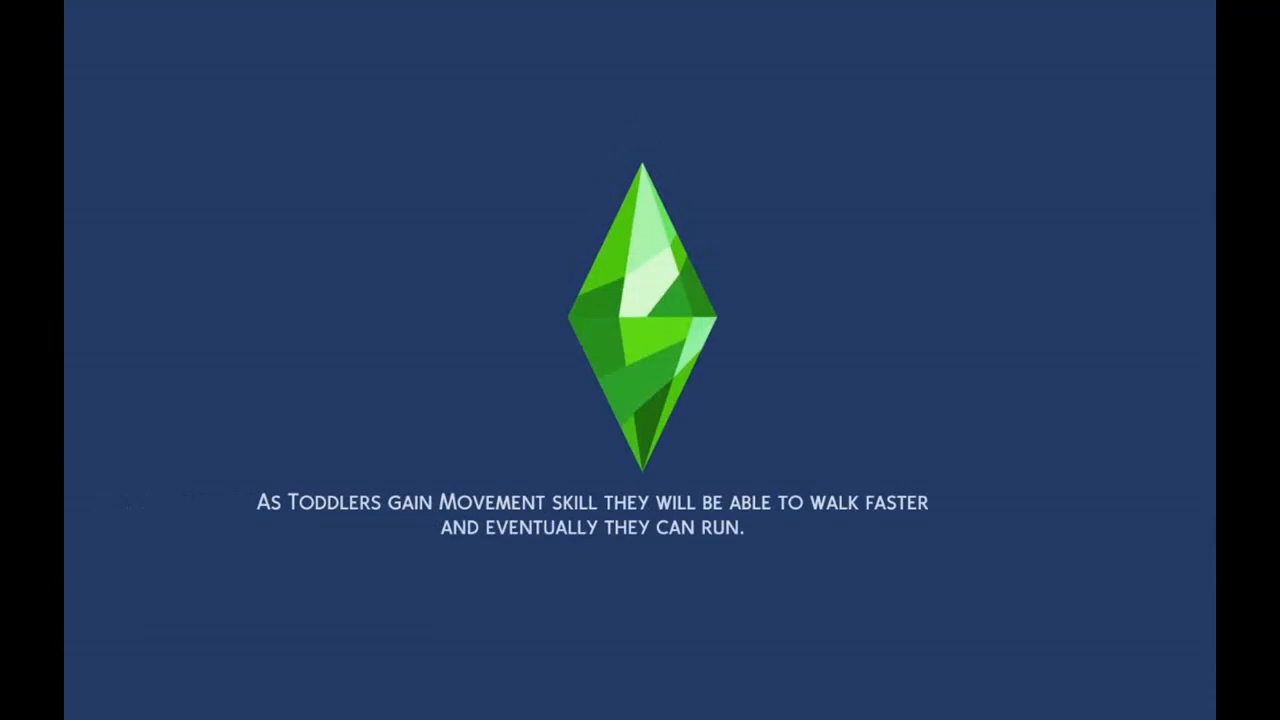 As Toddlers gain Movement skill they will be able to walk faster
and eventually they can run.